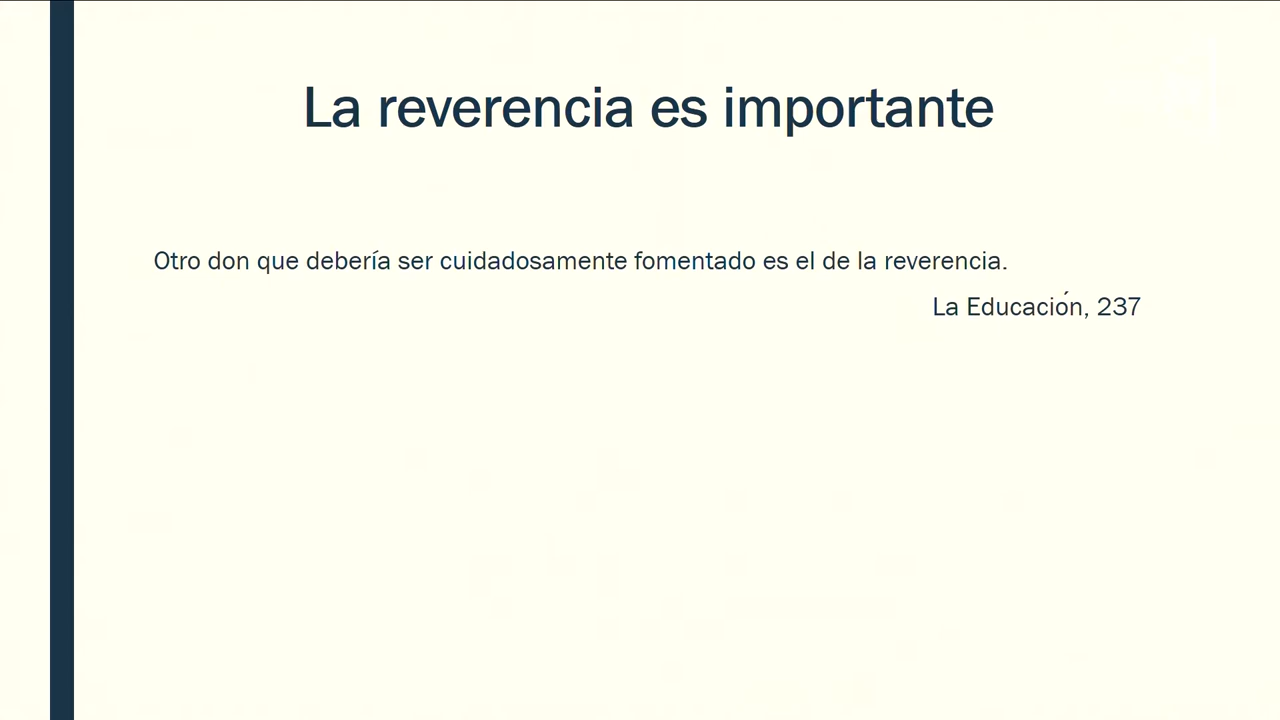 La reverencia es importante
Otro don que debería ser cuidadosamente fomentado es el de la reverencia.
La Educación, 237